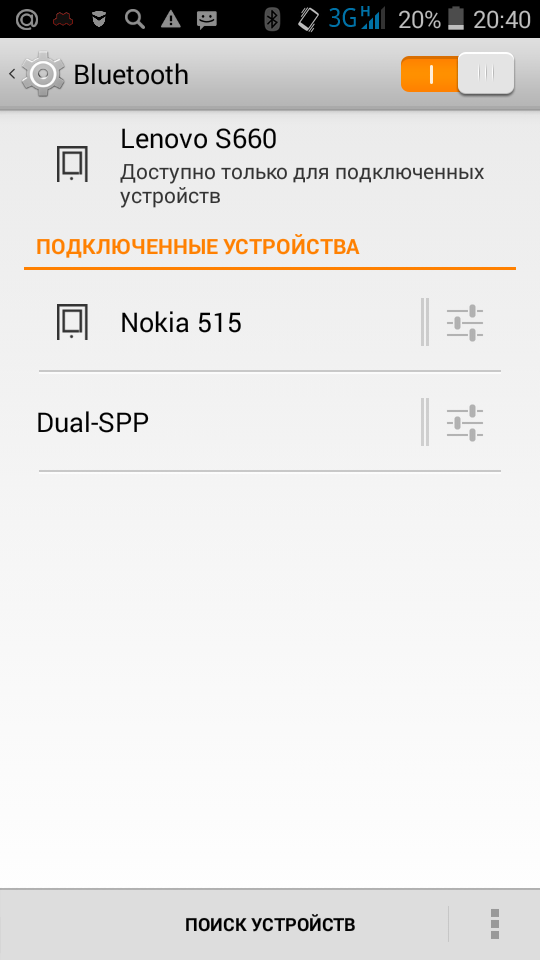 3G H 20% 20:40
Bluetooth
Lenovo S660
Доступно только для подключенных
устройств
ПОДКЛЮЧЕННЫЕ УСТРОЙСТВА
Nokia 515
Dual-SPP
ПОИСК УСТРОЙСТВ